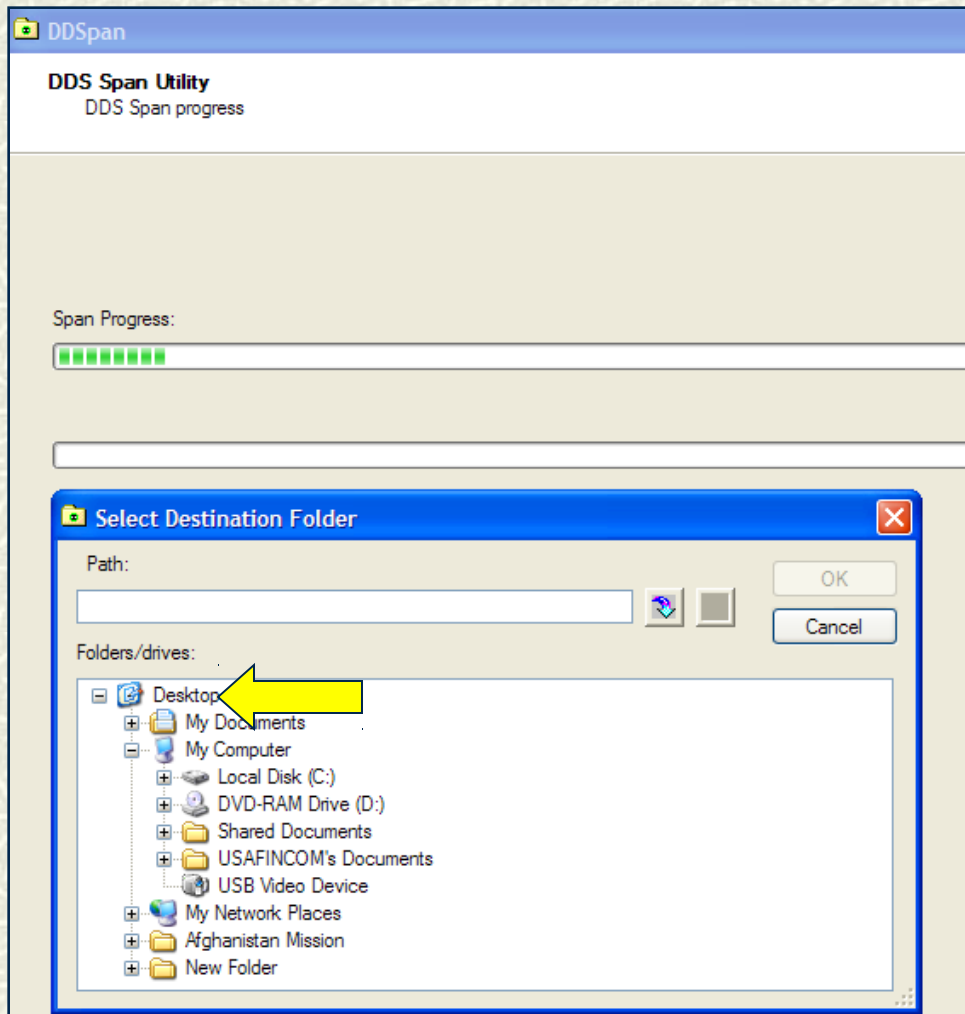 DDSpan
DDS Span Utility
DDS Span progress
Span Progress:
Select Destination Folder
Path:
OK
Cancel
Folders/drives:
Desktop
My Documents
My Computer
Local Disk (C:)
DVD-RAM Drive (D:)
Shared Documents
USAFINCOM's Documents
USB Video Device
My Network Places
Afghanistan Mission
New Folder